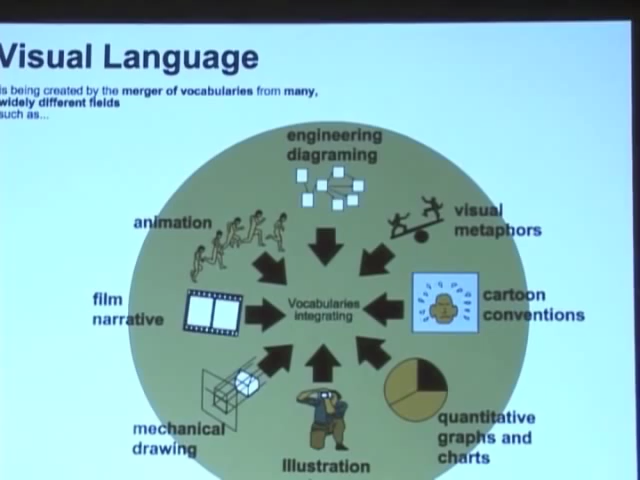 Visual Language
is being created by the merger of vocabularies from many,
widely different fields
such as...
engineering
diagraming
animation
visual
metaphors
film
narrative
Vocabularies
integrating
cartoon
conventions
mechanical
drawing
quantitative
graphs and
charts
Illustration